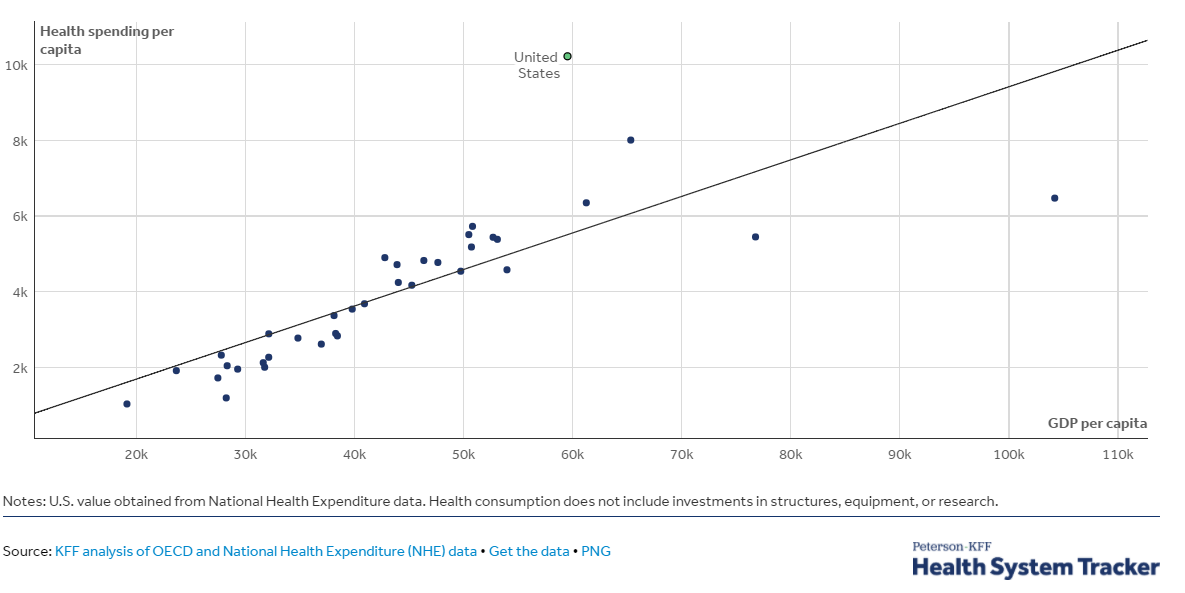 Health spending per
capita
United
States
10k
8k
6k
4k
2k
GDP per capita
20k 30k 40k 50k 60k 70k 80k 90k 100k 110k
Notes: U.S. value obtained from National Health Expenditure data. Health consumption does not include investments in structures, equipment, or research.
Source: KFF analysis of OECD and National Health Expenditure (NHE) data • Get the data • PNG
Peterson-KFF
Health System Tracker